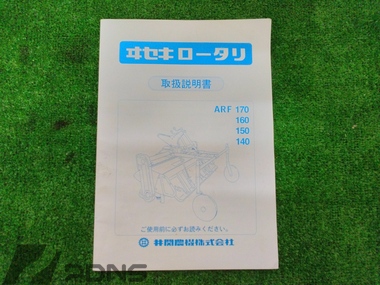 ヰセキロータリ
取扱説明書
ARF 170
160
150
140
ご使用前に必ずお読みください。
井関農機株式会社